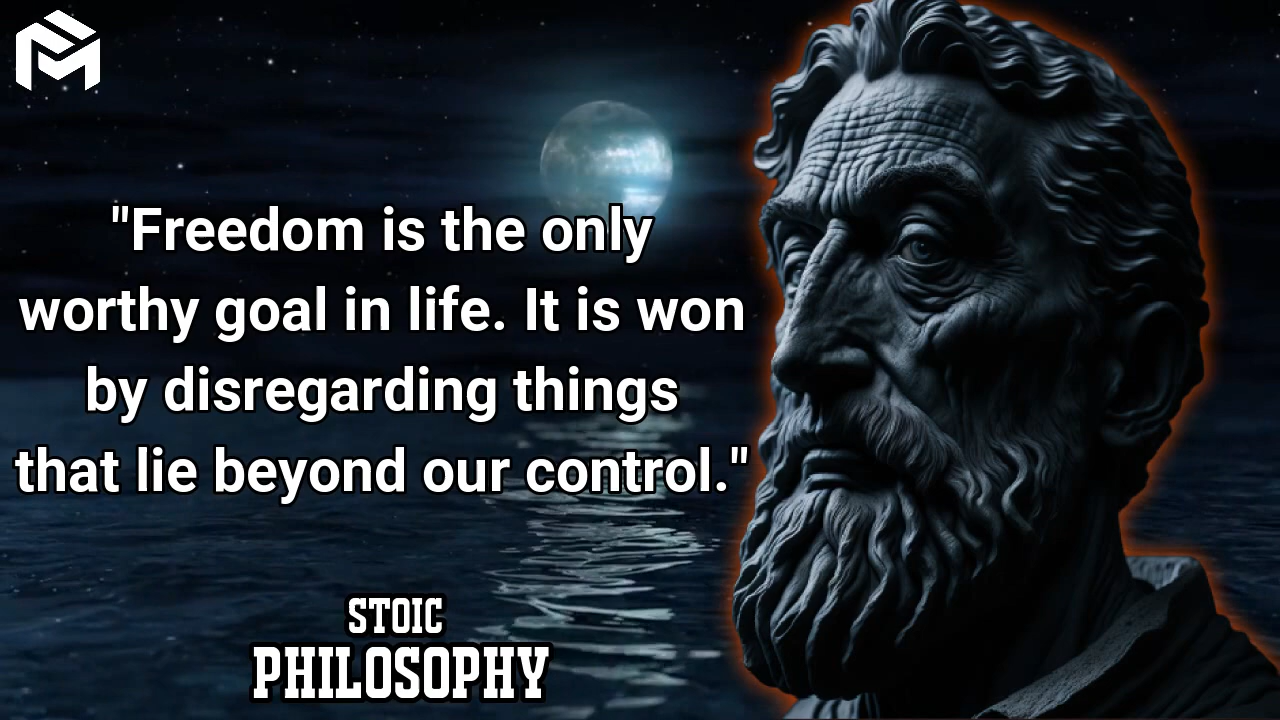 "Freedom is the only
worthy goal in life. It is won
by disregarding things
that lie beyond our control."
STOIC
PHILOSOPHY